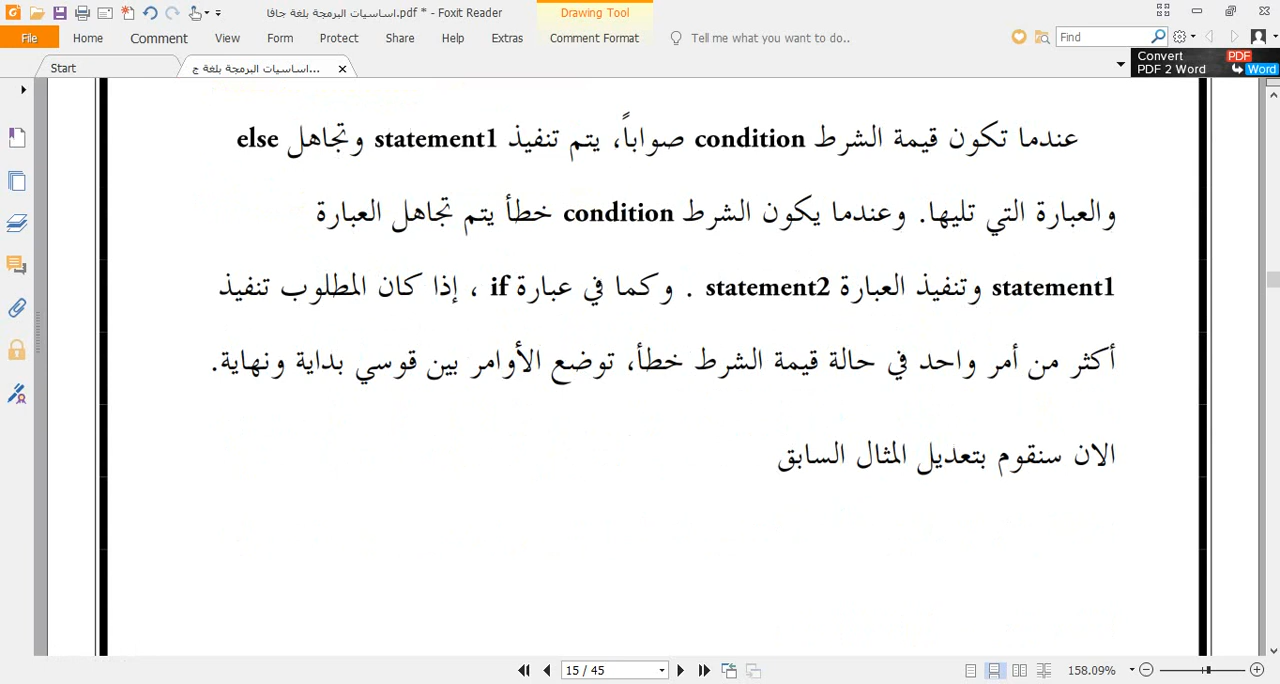 اساسيات البرمجة بلغة جافا.pdf * - Foxit Reader
Drawing Tool
File Home Comment View Form Protect Share Help Extras Comment Format Tell me what you want to do.. Find
Start
اساسيات البرمجة بلغة ج...
Convert PDF
PDF 2 Word Word
عندما تكون قيمة الشرط condition صواباً، يتم تنفيذ statement1 وتجاهل else
والعبارة التي تليها. وعندما يكون الشرط condition خطأ يتم تجاهل العبارة
statement1 وتنفيذ العبارة statement2 . وكما في عبارة if ، إذا كان المطلوب تنفيذ
أكثر من أمر واحد في حالة قيمة الشرط خطأ، توضع الأوامر بين قوسي بداية ونهاية.
الان سنقوم بتعديل المثال السابق
15 / 45
158.09%